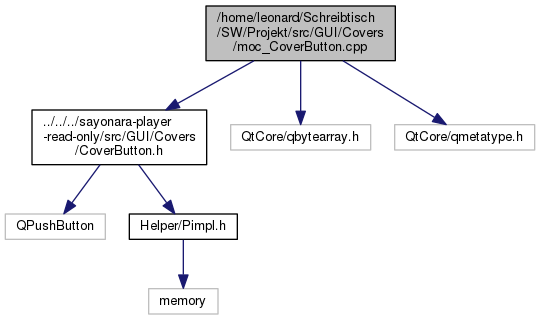 /home/leonard/Schreibtisch
/SW/Projekt/src/GUI/Covers
/moc_CoverButton.cpp
../../../sayonara-player
-read-only/src/GUI/Covers
/CoverButton.h
QtCore/qbytearray.h
QtCore/qmetatype.h
QPushButton
Helper/Pimpl.h
memory